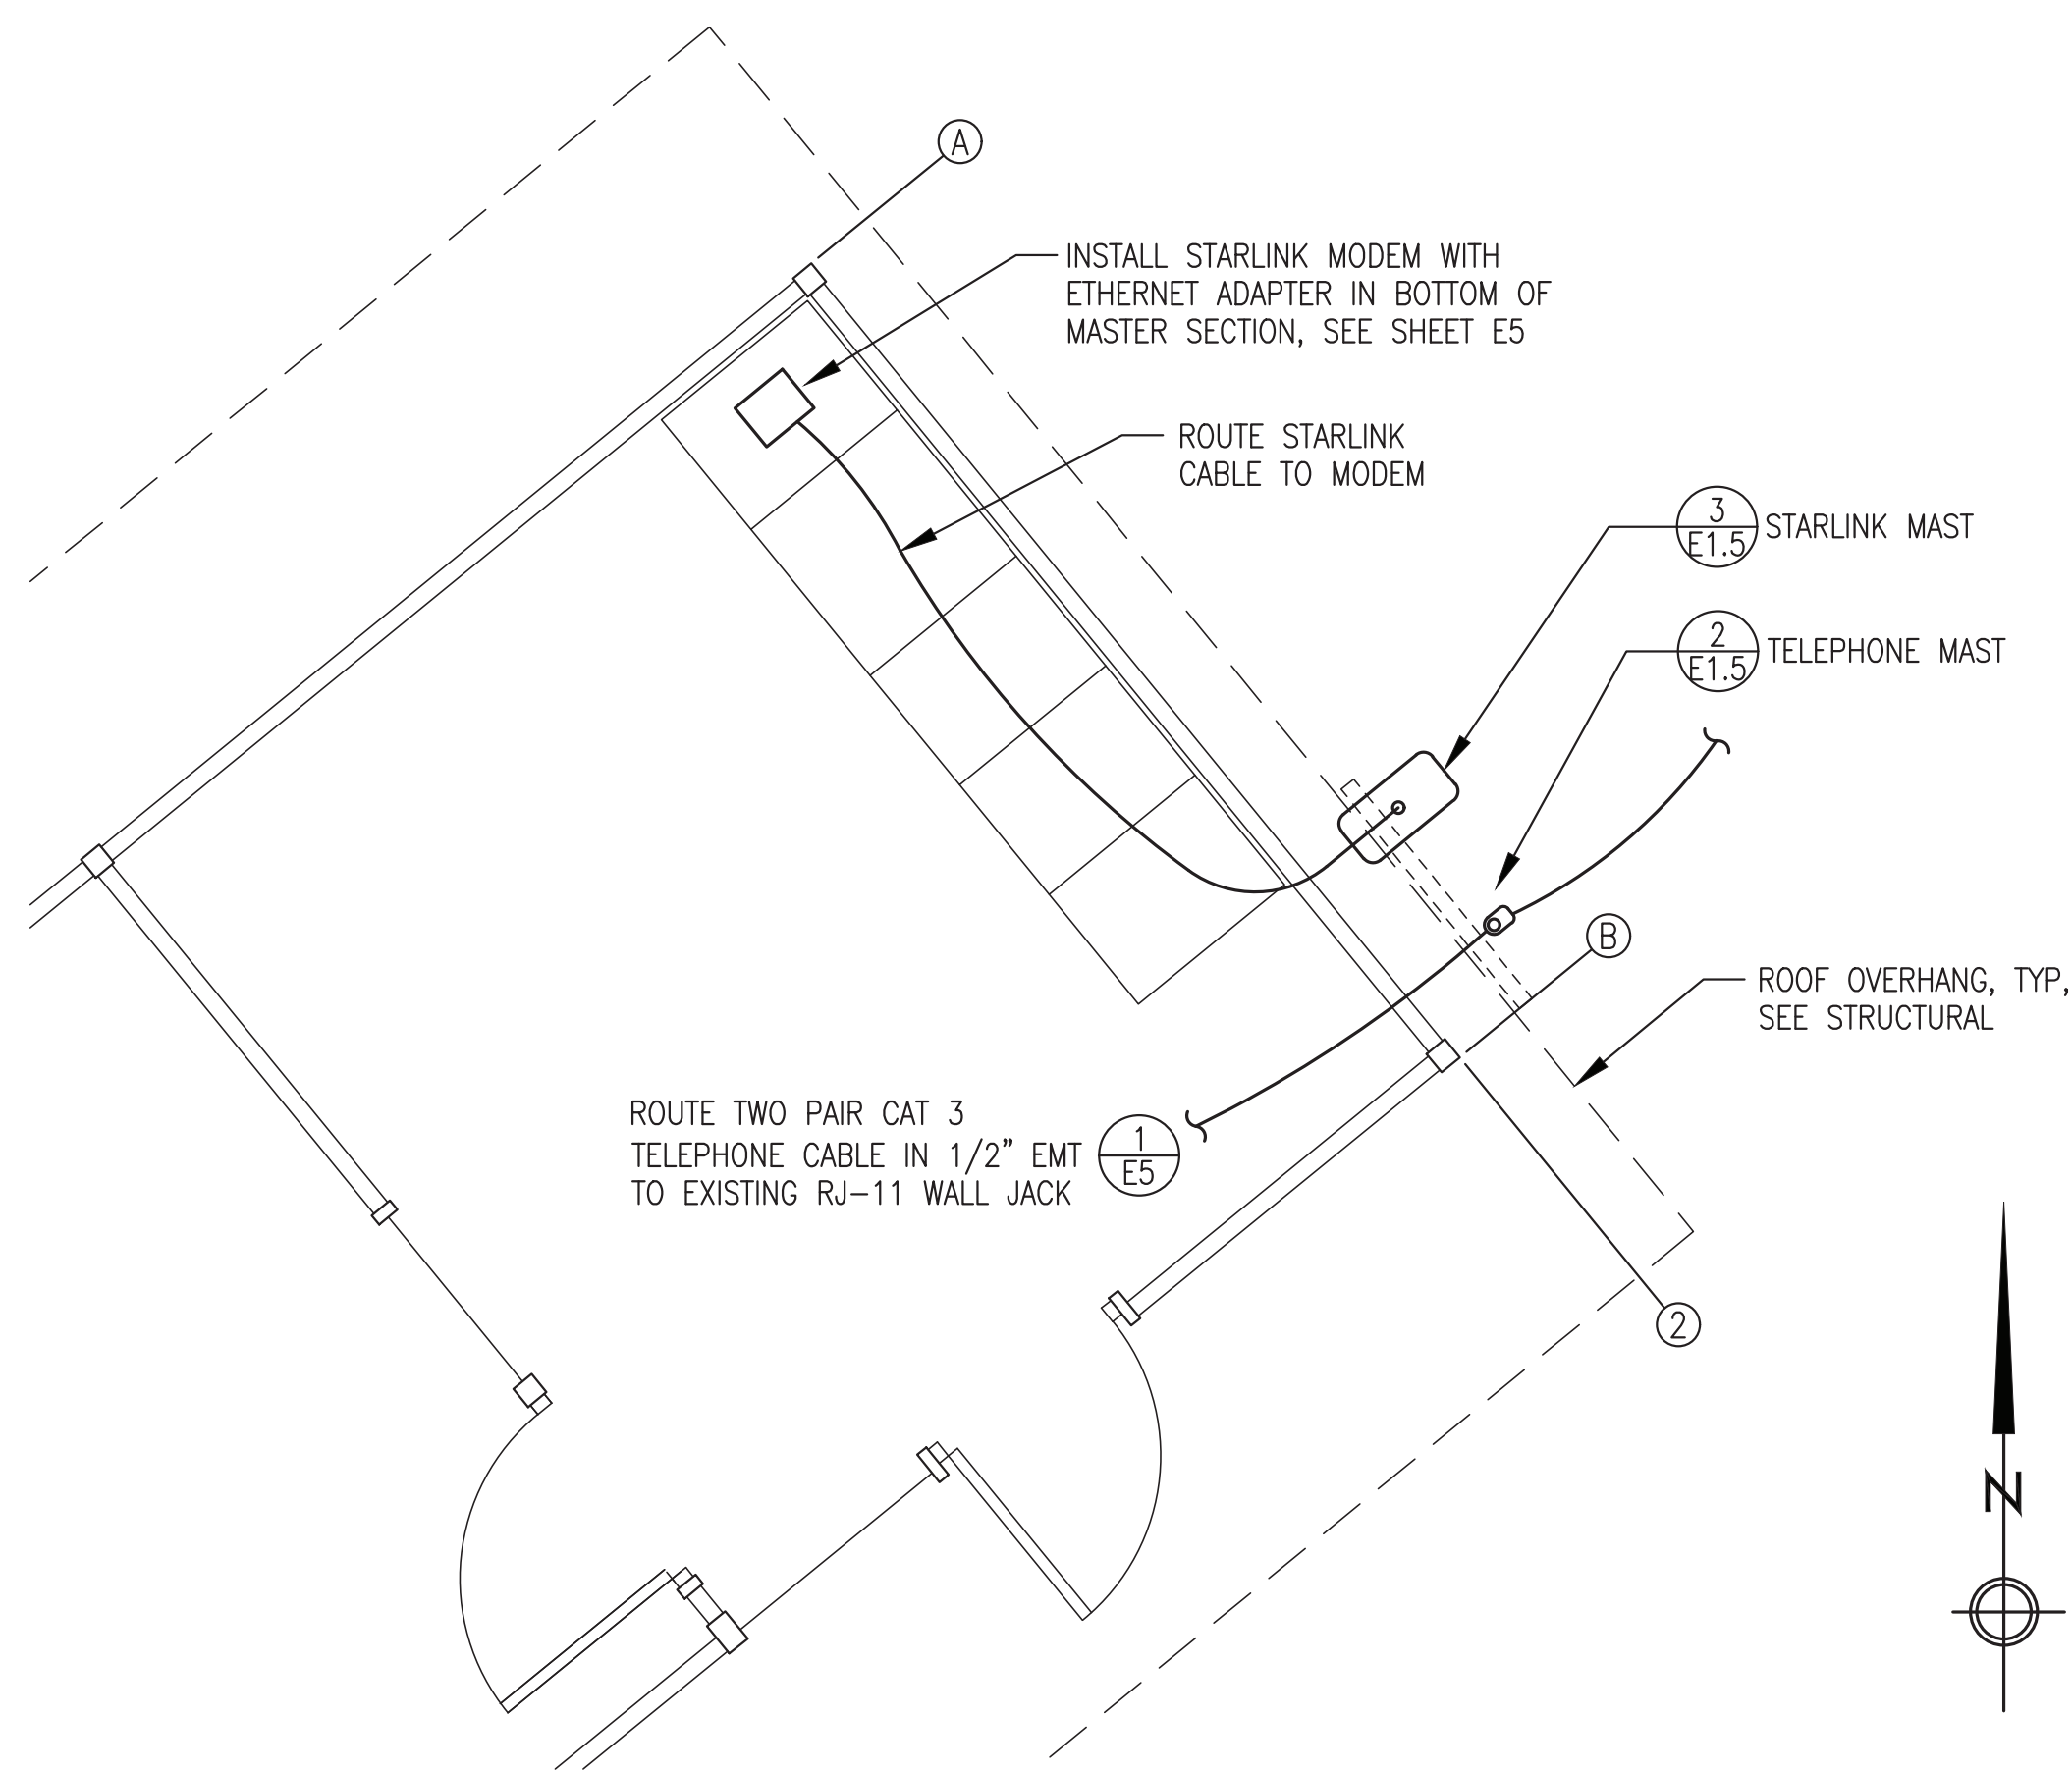 A
INSTALL STARLINK MODEM WITH
ETHERNET ADAPTER IN BOTTOM OF
MASTER SECTION, SEE SHEET E5
ROUTE STARLINK
CABLE TO MODEM
3
E1.5
STARLINK MAST
2
E1.5
TELEPHONE MAST
B
ROOF OVERHANG, TYP,
SEE STRUCTURAL
ROUTE TWO PAIR CAT 3
TELEPHONE CABLE IN 1/2" EMT
TO EXISTING RJ-11 WALL JACK
1
E5
2
N